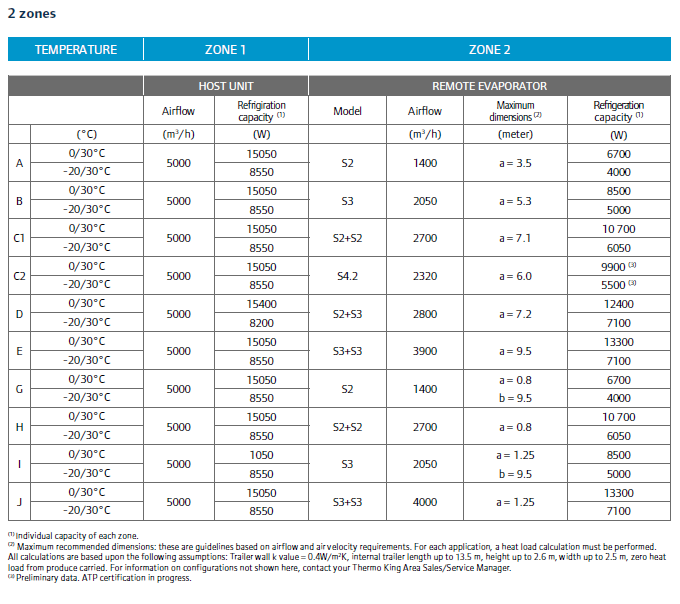 2 zones
TEMPERATURE ZONE 1 ZONE 2
HOST UNIT REMOTE EVAPORATOR
Airflow Refrigiration capacity (1) Model Airflow Maximum dimensions (2) Refrigeration capacity (1)
(°C) (m³/h) (W) (m³/h) (meter) (W)
A 0/30°C 5000 15050 S2 1400 a = 3.5 6700
-20/30°C 8550 4000
B 0/30°C 5000 15050 S3 2050 a = 5.3 8500
-20/30°C 8550 5000
C1 0/30°C 5000 15050 S2+S2 2700 a = 7.1 10 700
-20/30°C 8550 6050
C2 0/30°C 5000 15050 S4.2 2320 a = 6.0 9900 (3)
-20/30°C 8550 5500 (3)
D 0/30°C 5000 15400 S2+S3 2800 a = 7.2 12400
-20/30°C 8200 7100
E 0/30°C 5000 15050 S3+S3 3900 a = 9.5 13300
-20/30°C 8550 7100
G 0/30°C 5000 15050 S2 1400 a = 0.8 6700
-20/30°C 8550 b = 9.5 4000
H 0/30°C 5000 15050 S2+S2 2700 a = 0.8 10 700
-20/30°C 8550 6050
I 0/30°C 5000 1050 S3 2050 a = 1.25 8500
-20/30°C 8550 b = 9.5 5000
J 0/30°C 5000 15050 S3+S3 4000 a = 1.25 13300
-20/30°C 8550 7100
(1) Individual capacity of each zone.
(2) Maximum recommended dimensions: these are guidelines based on airflow and air velocity requirements. For each application, a heat load calculation must be performed.
All calculations are based upon the following assumptions: Trailer wall k value = 0.4W/m²K, internal trailer length up to 13.5 m, height up to 2.6 m, width up to 2.5 m, zero heat
load from produce carried. For information on configurations not shown here, contact your Thermo King Area Sales/Service Manager.
(3) Preliminary data. ATP certification in progress.